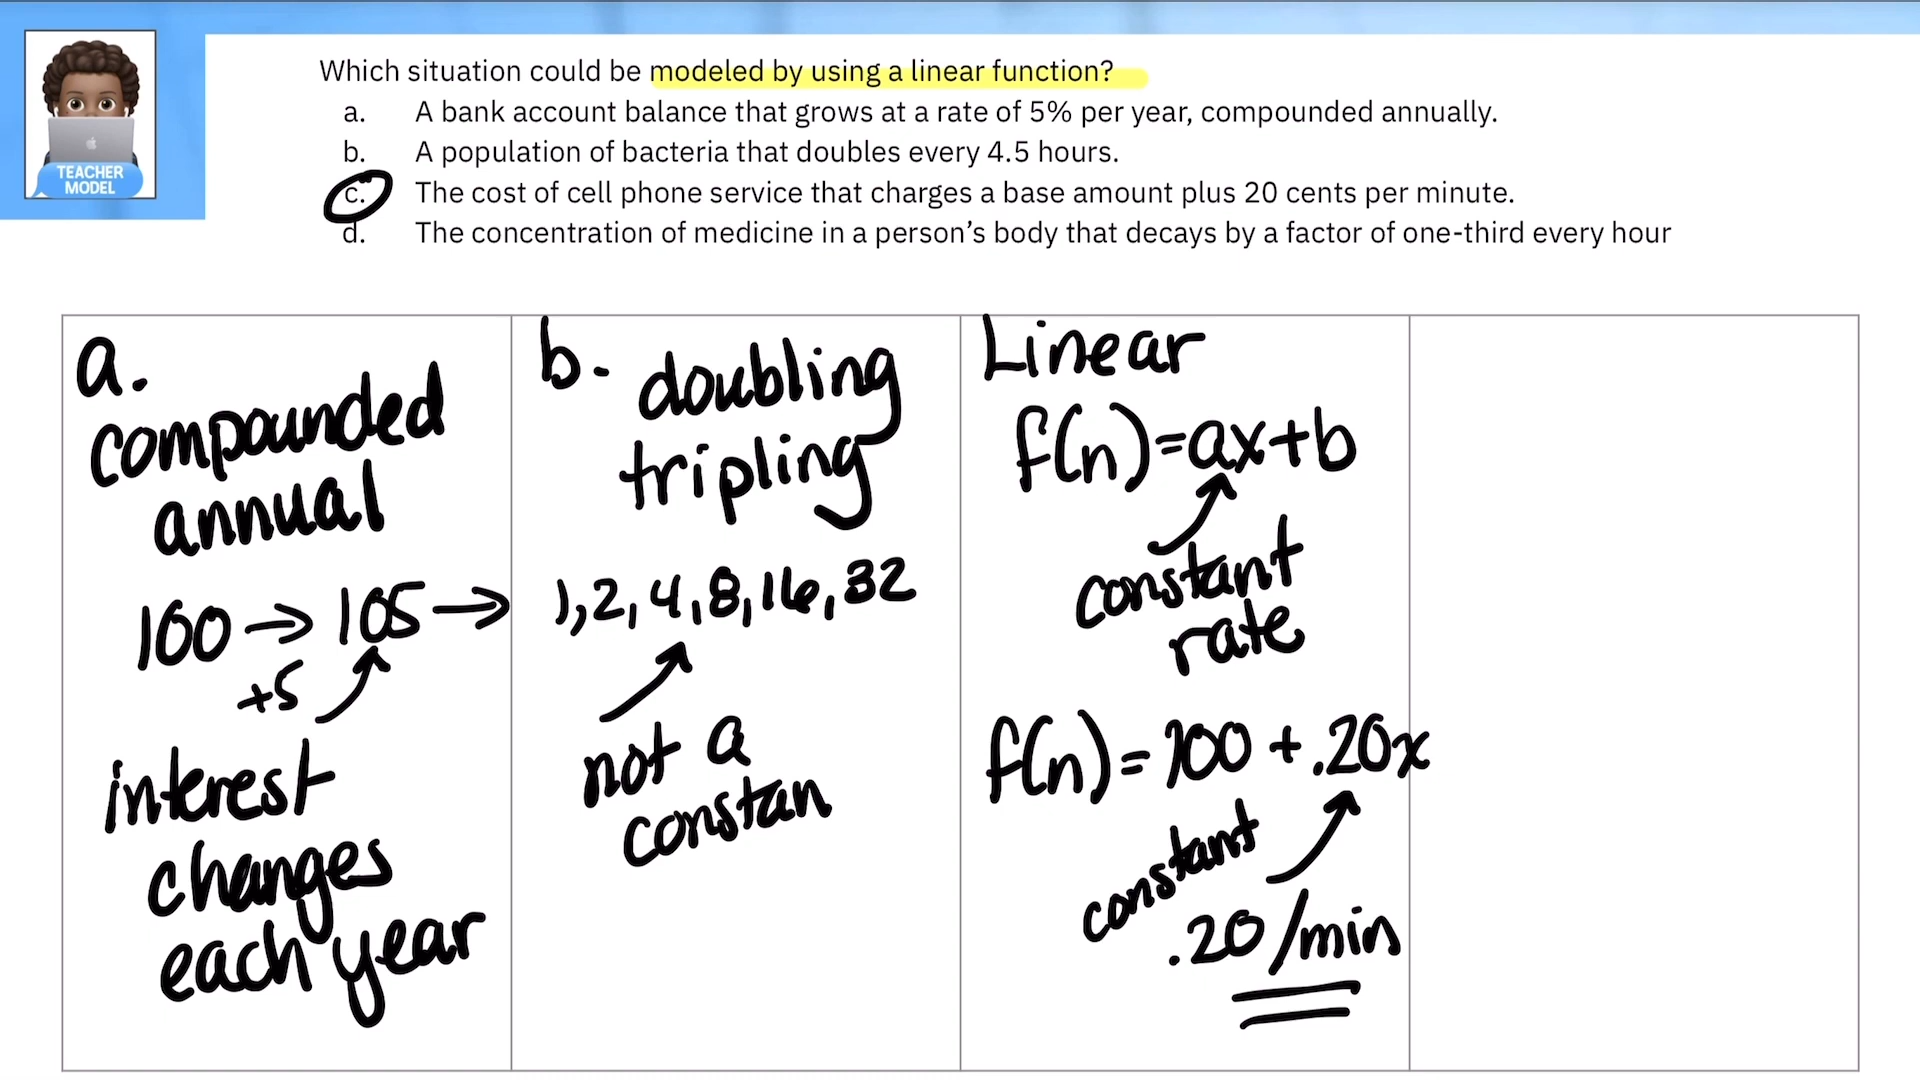 TEACHER
MODEL
Which situation could be modeled by using a linear function?
a. A bank account balance that grows at a rate of 5% per year, compounded annually.
b. A population of bacteria that doubles every 4.5 hours.
c. The cost of cell phone service that charges a base amount plus 20 cents per minute.
d. The concentration of medicine in a person’s body that decays by a factor of one-third every hour
a.
compounded
annual
100 → 105 →
+5
interest
changes
each year
b. doubling
tripling
1, 2, 4, 8, 16, 32
not a
constan
Linear
f(n)=ax+b
constant
rate
f(n)=100 + .20x
constant
.20/min